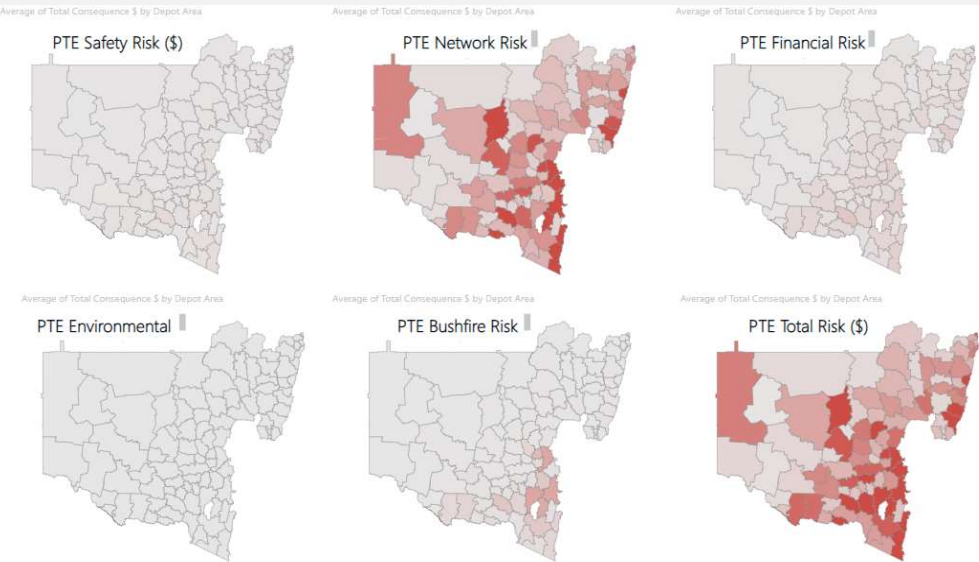 Average of Total Consequence $ by Depot Area
Average of Total Consequence $ by Depot Area
Average of Total Consequence $ by Depot Area
PTE Safety Risk ($)
PTE Network Risk
PTE Financial Risk
Average of Total Consequence $ by Depot Area
Average of Total Consequence $ by Depot Area
Average of Total Consequence $ by Depot Area
PTE Environmental
PTE Bushfire Risk
PTE Total Risk ($)